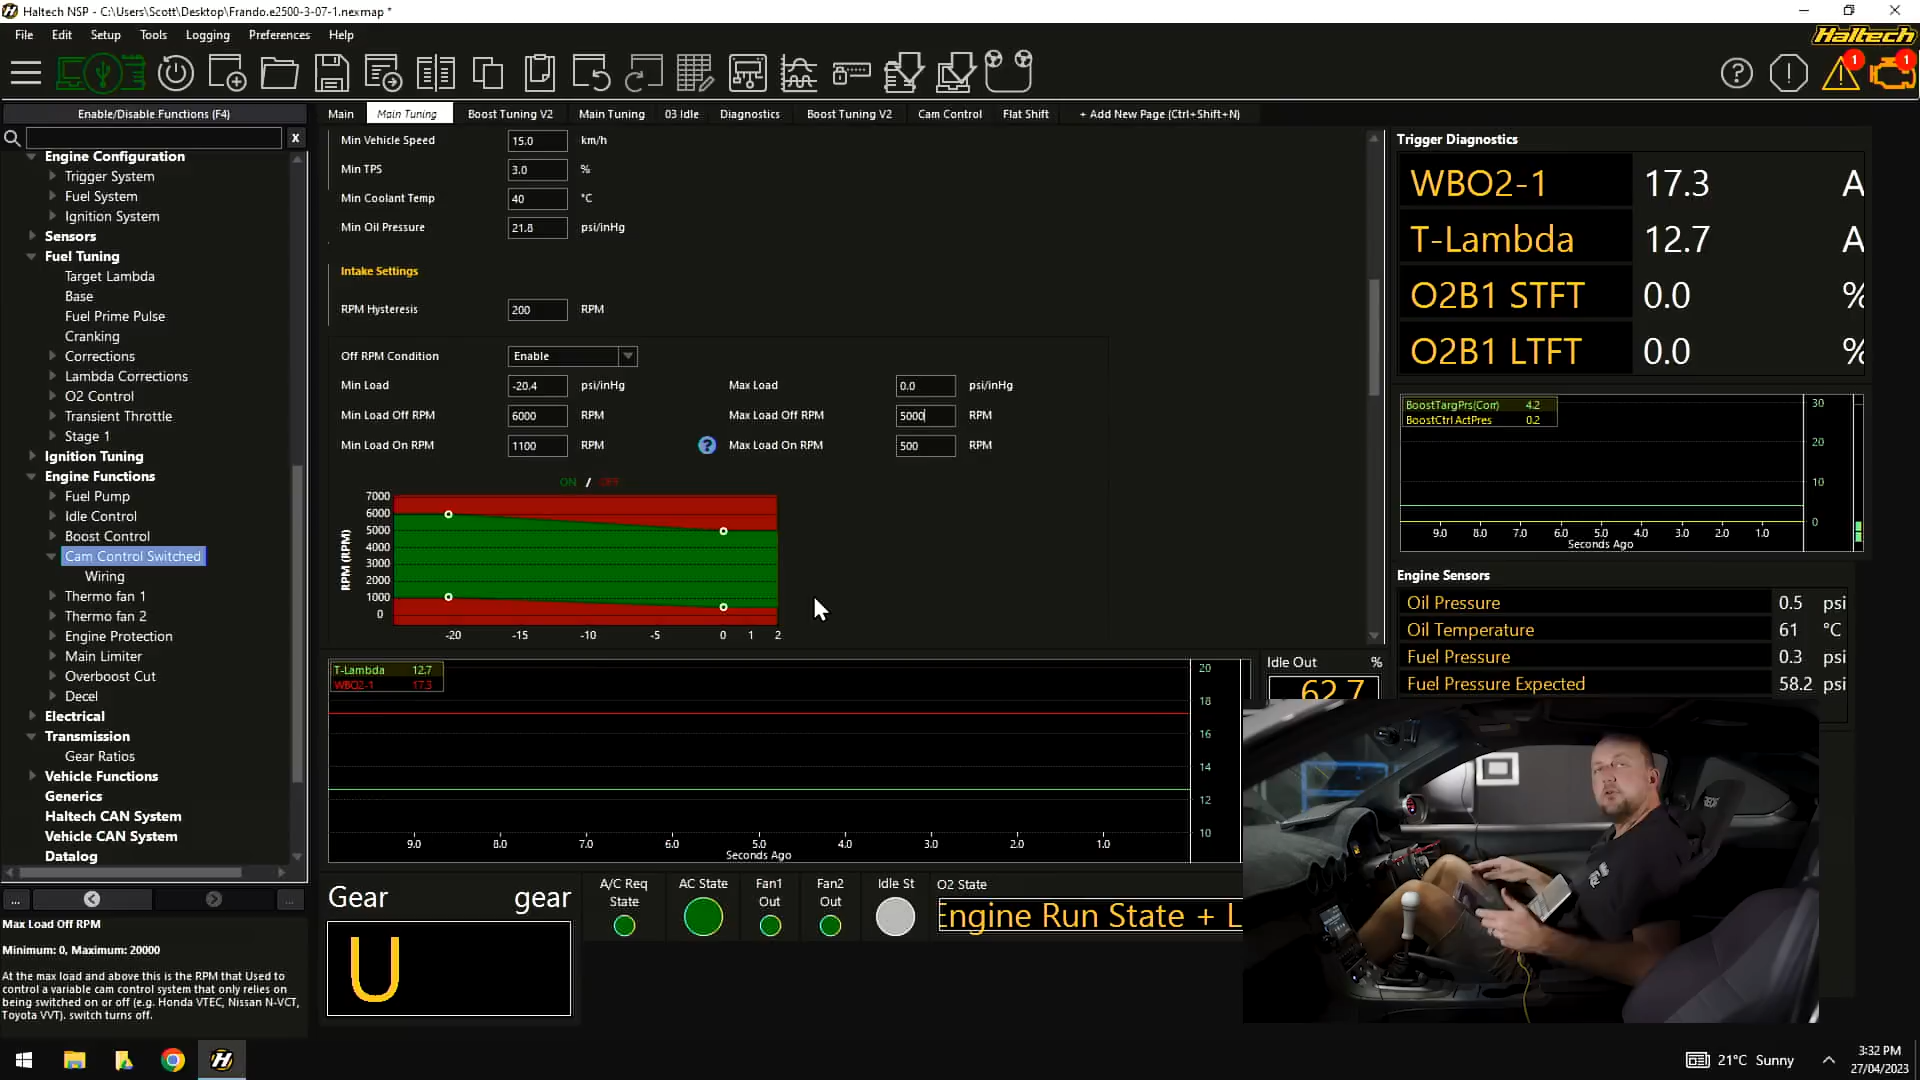 Haltech NSP - C:\Users\Scott\Desktop\Frando.e2500-3-07-1.nexmap *
File Edit Setup Tools Logging Preferences Help
Haltech
1 1
Enable/Disable Functions (F4)
Main Main Tuning Boost Tuning V2 Main Tuning 03 Idle Diagnostics Boost Tuning V2 Cam Control Flat Shift + Add New Page (Ctrl+Shift+N)
X
Engine Configuration
Trigger System
Fuel System
Ignition System
Sensors
Fuel Tuning
Target Lambda
Base
Fuel Prime Pulse
Cranking
Corrections
Lambda Corrections
O2 Control
Transient Throttle
Stage 1
Ignition Tuning
Engine Functions
Fuel Pump
Idle Control
Boost Control
Cam Control Switched
Wiring
Thermo fan 1
Thermo fan 2
Engine Protection
Main Limiter
Overboost Cut
Decel
Electrical
Transmission
Gear Ratios
Vehicle Functions
Generics
Haltech CAN System
Vehicle CAN System
Datalog
... ...
Max Load Off RPM
Minimum: 0, Maximum: 20000
At the max load and above this is the RPM that Used to
control a variable cam control system that only relies on
being switched on or off (e.g. Honda VTEC, Nissan N-VCT,
Toyota VVT). switch turns off.
Min Vehicle Speed 15.0 km/h
Min TPS 3.0 %
Min Coolant Temp 40 °C
Min Oil Pressure 21.8 psi/inHg
Intake Settings
RPM Hysteresis 200 RPM
Off RPM Condition Enable
Min Load -20.4 psi/inHg Max Load 0.0 psi/inHg
Min Load Off RPM 6000 RPM Max Load Off RPM 5000 RPM
Min Load On RPM 1100 RPM ? Max Load On RPM 500 RPM
ON / OFF
RPM (RPM)
7000
6000
5000
4000
3000
2000
1000
0
-20 -15 -10 -5 0 1 2
T-Lambda 12.7
WBO2-1 17.3
20
18
16
14
12
10
9.0 8.0 7.0 6.0 5.0 4.0 3.0 2.0 1.0
Seconds Ago
Idle Out %
62.7
Gear gear
U
A/C Req State
AC State
Fan1 Out
Fan2 Out
Idle St
O2 State
Engine Run State + L
Trigger Diagnostics
WBO2-1 17.3 A
T-Lambda 12.7 A
O2B1 STFT 0.0 %
O2B1 LTFT 0.0 %
BoostTargPrs(Corr) 4.2
BoostCtrl ActPres 0.2
30
20
10
0
9.0 8.0 7.0 6.0 5.0 4.0 3.0 2.0 1.0
Seconds Ago
Engine Sensors
Oil Pressure 0.5 psi
Oil Temperature 61 °C
Fuel Pressure 0.3 psi
Fuel Pressure Expected 58.2 psi
21°C Sunny
3:32 PM
27/04/2023